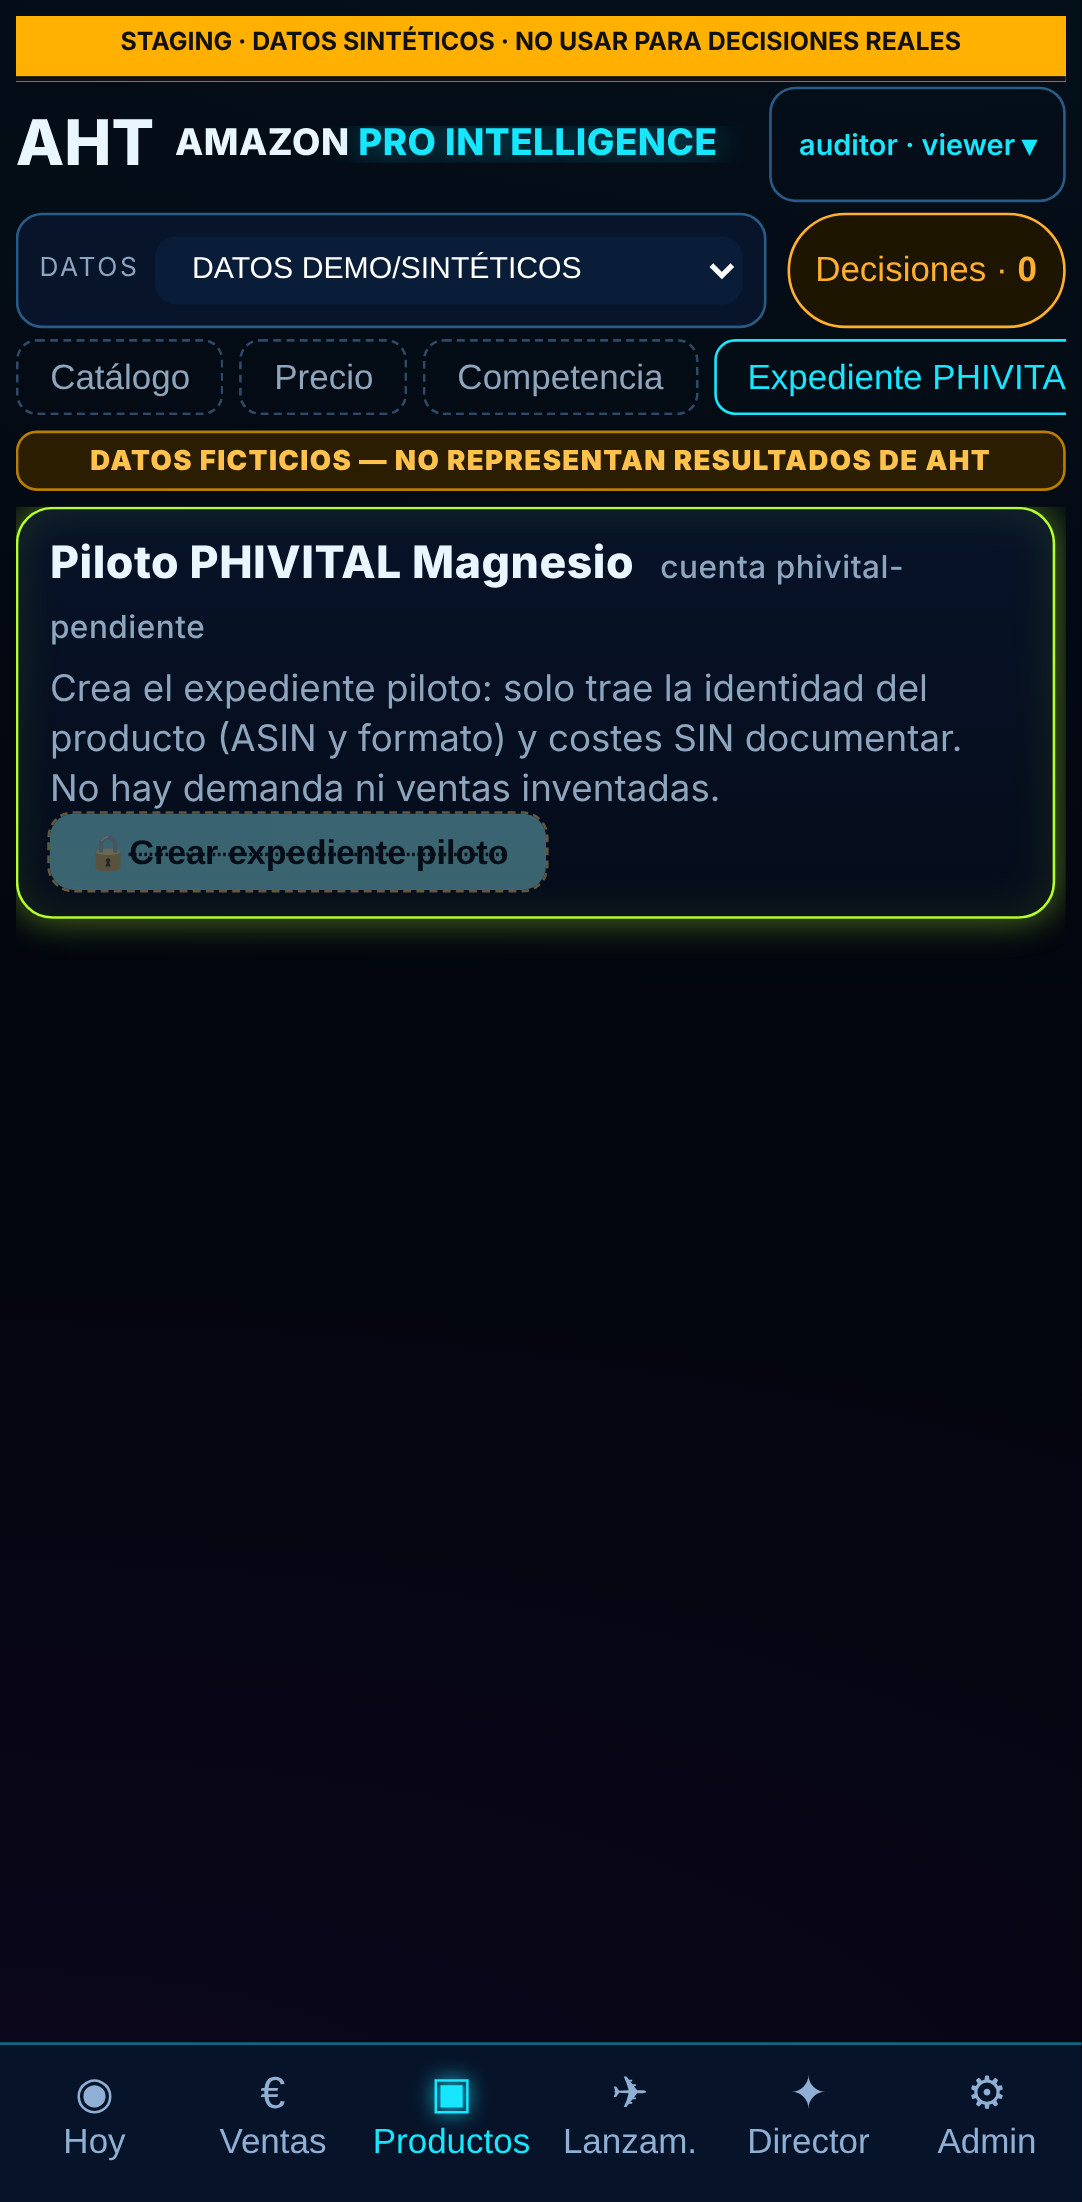 STAGING · DATOS SINTÉTICOS · NO USAR PARA DECISIONES REALES
AHT AMAZON PRO INTELLIGENCE
auditor · viewer ▾
DATOS DATOS DEMO/SINTÉTICOS
Decisiones · 0
Catálogo Precio Competencia Expediente PHIVITA
DATOS FICTICIOS — NO REPRESENTAN RESULTADOS DE AHT
Piloto PHIVITAL Magnesio cuenta phivital-
pendiente
Crea el expediente piloto: solo trae la identidad del
producto (ASIN y formato) y costes SIN documentar.
No hay demanda ni ventas inventadas.
🔒Crear expediente piloto
Hoy € Ventas Productos Lanzam. Director Admin